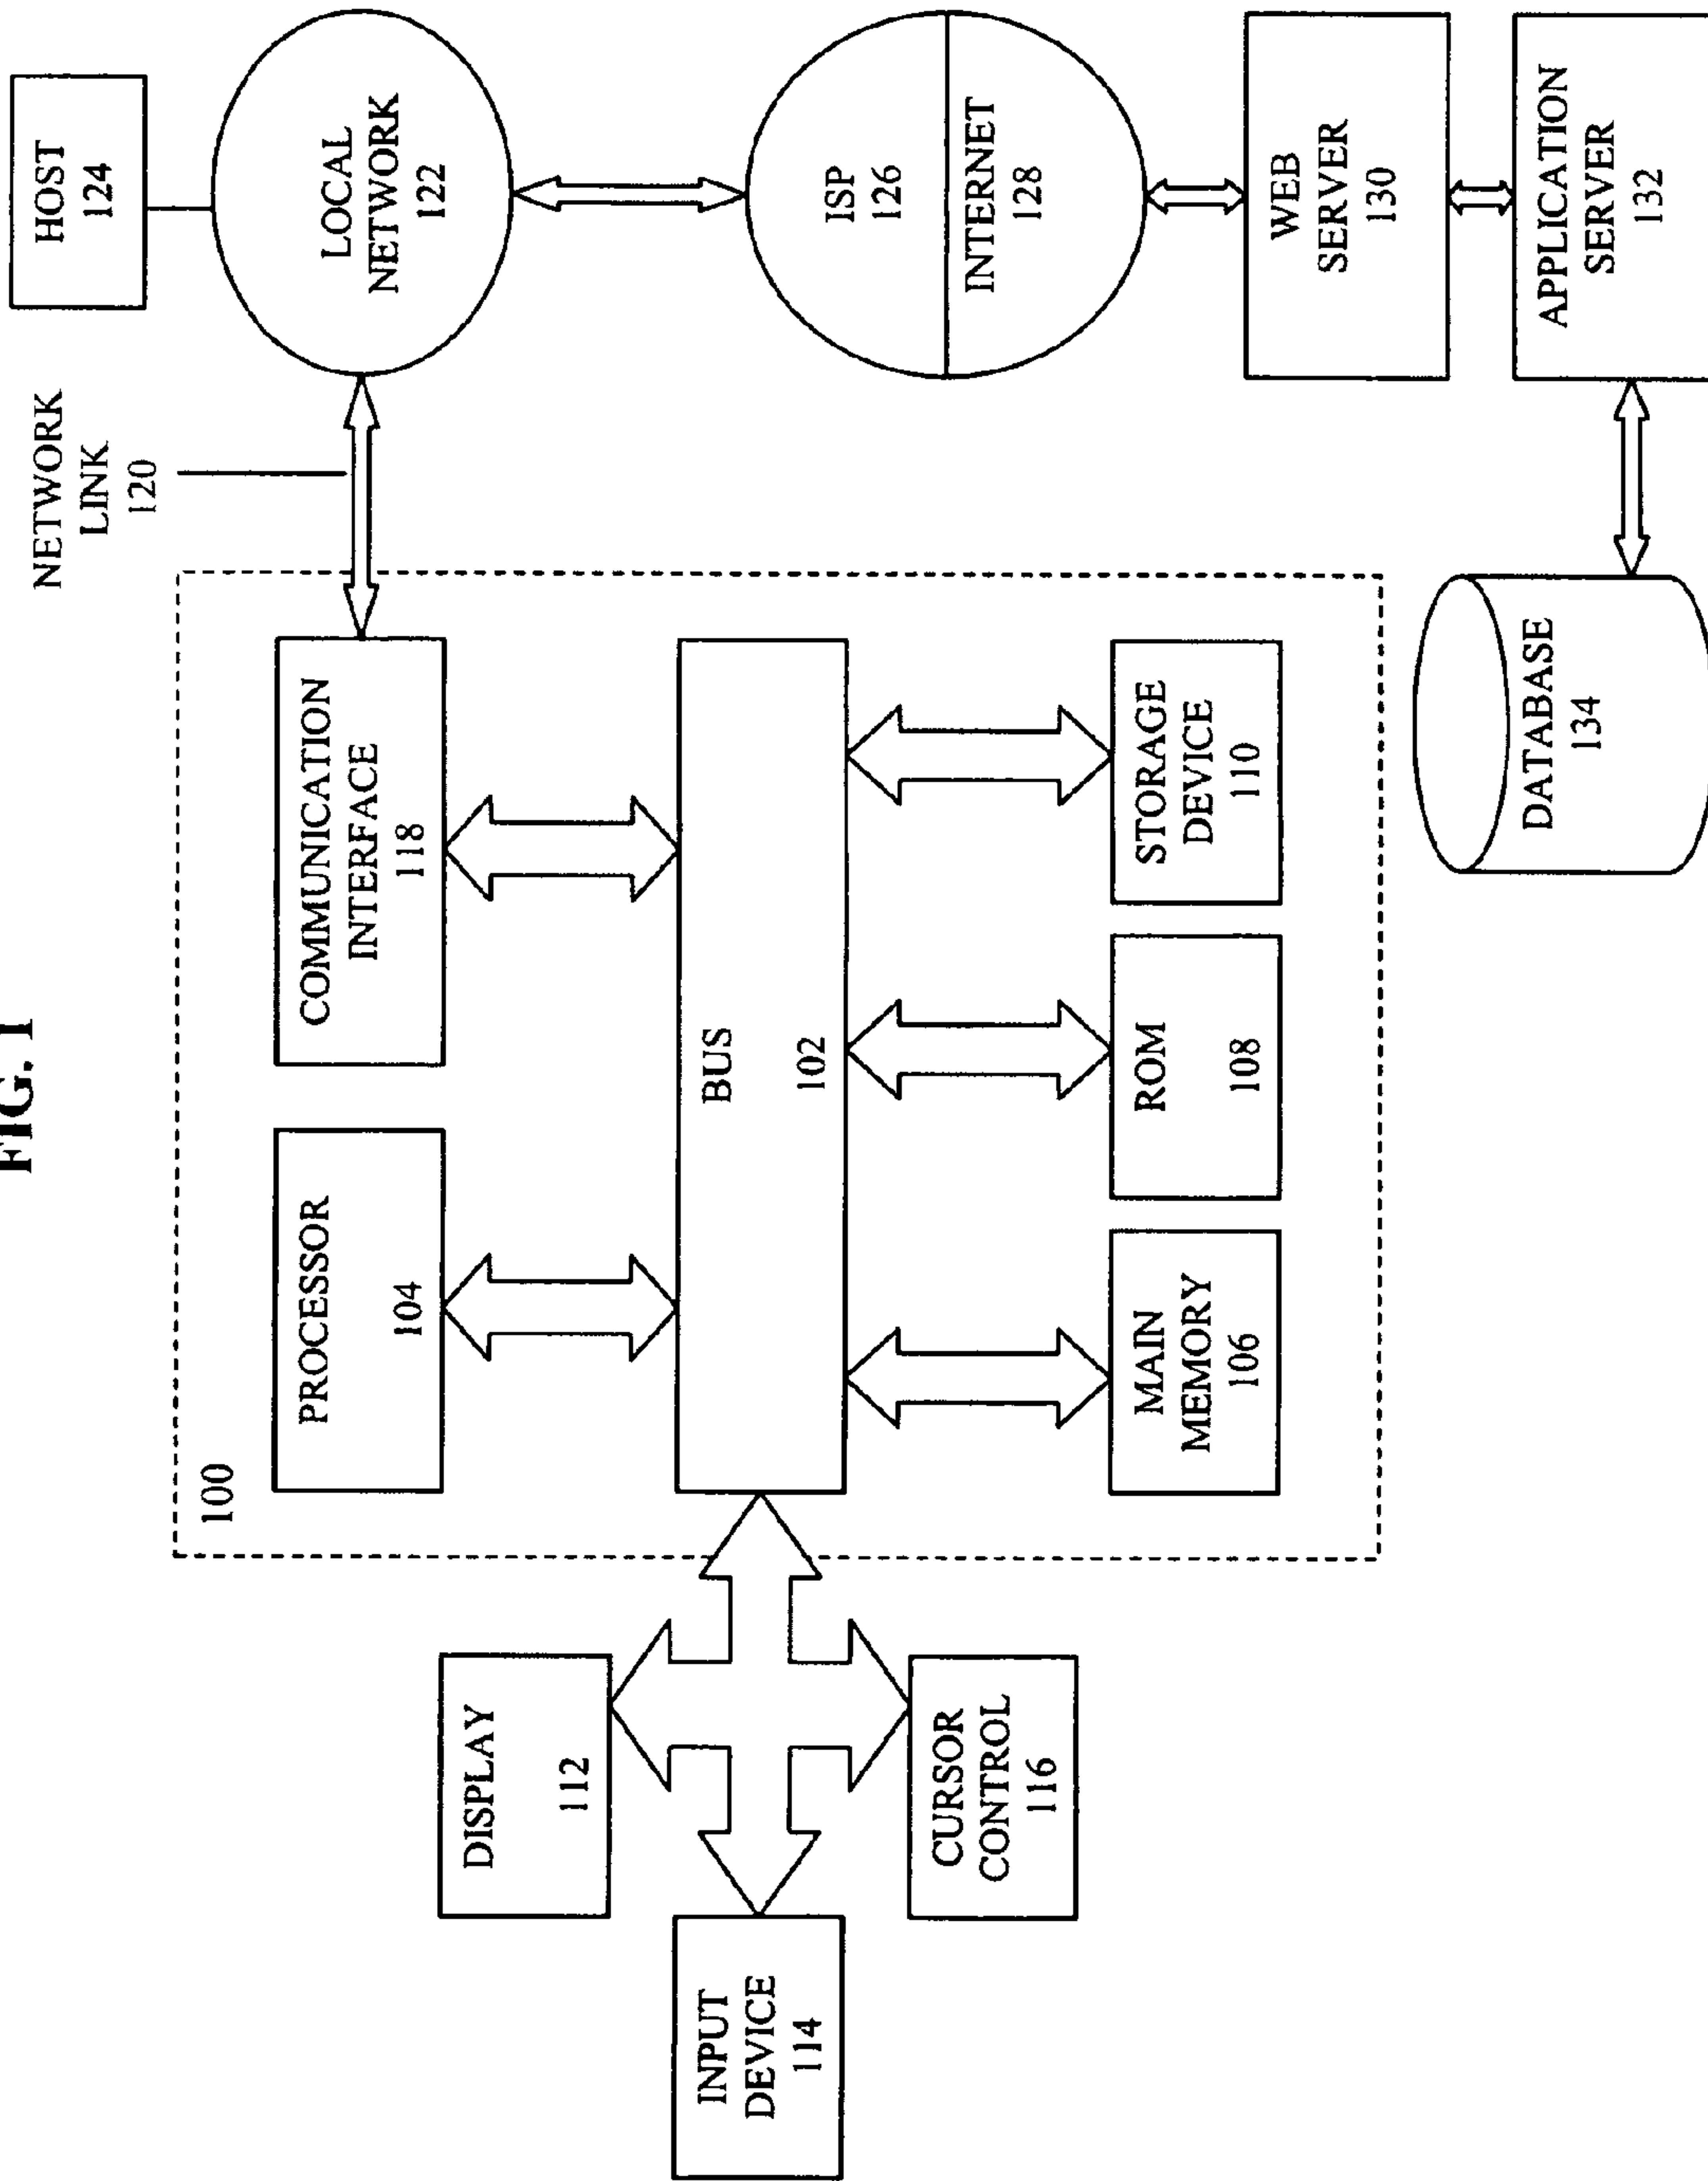 FIG. 1
100
PROCESSOR
104
COMMUNICATION
INTERFACE
118
BUS
102
MAIN
MEMORY
106
ROM
108
STORAGE
DEVICE
110
DISPLAY
112
INPUT
DEVICE
114
CURSOR
CONTROL
116
NETWORK
LINK
120
HOST
124
LOCAL
NETWORK
122
ISP
126
INTERNET
128
WEB
SERVER
130
APPLICATION
SERVER
132
DATABASE
134